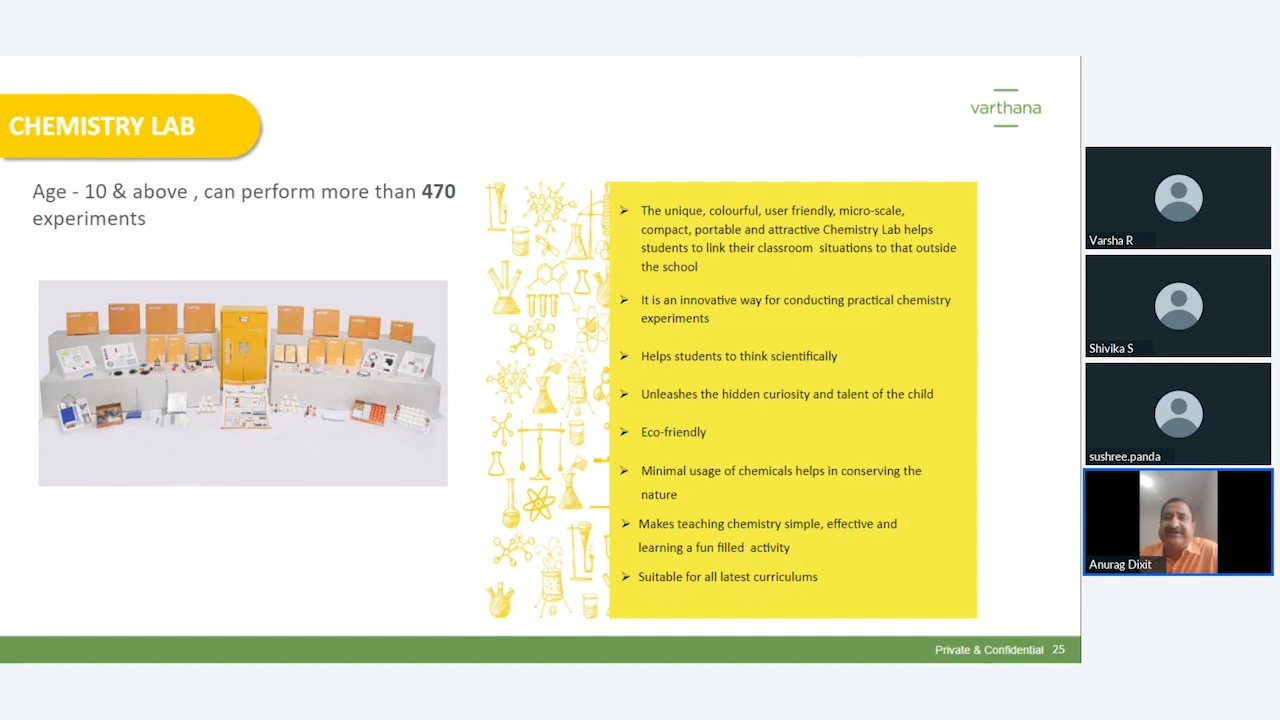 CHEMISTRY LAB
varthana
Age - 10 & above , can perform more than 470
experiments
➢ The unique, colourful, user friendly, micro-scale,
compact, portable and attractive Chemistry Lab helps
students to link their classroom situations to that outside
the school
➢ It is an innovative way for conducting practical chemistry
experiments
➢ Helps students to think scientifically
➢ Unleashes the hidden curiosity and talent of the child
➢ Eco-friendly
➢ Minimal usage of chemicals helps in conserving the
nature
➢ Makes teaching chemistry simple, effective and
learning a fun filled activity
➢ Suitable for all latest curriculums
Private & Confidential 25
Varsha R
Shivika S
sushree.panda
Anurag Dixit